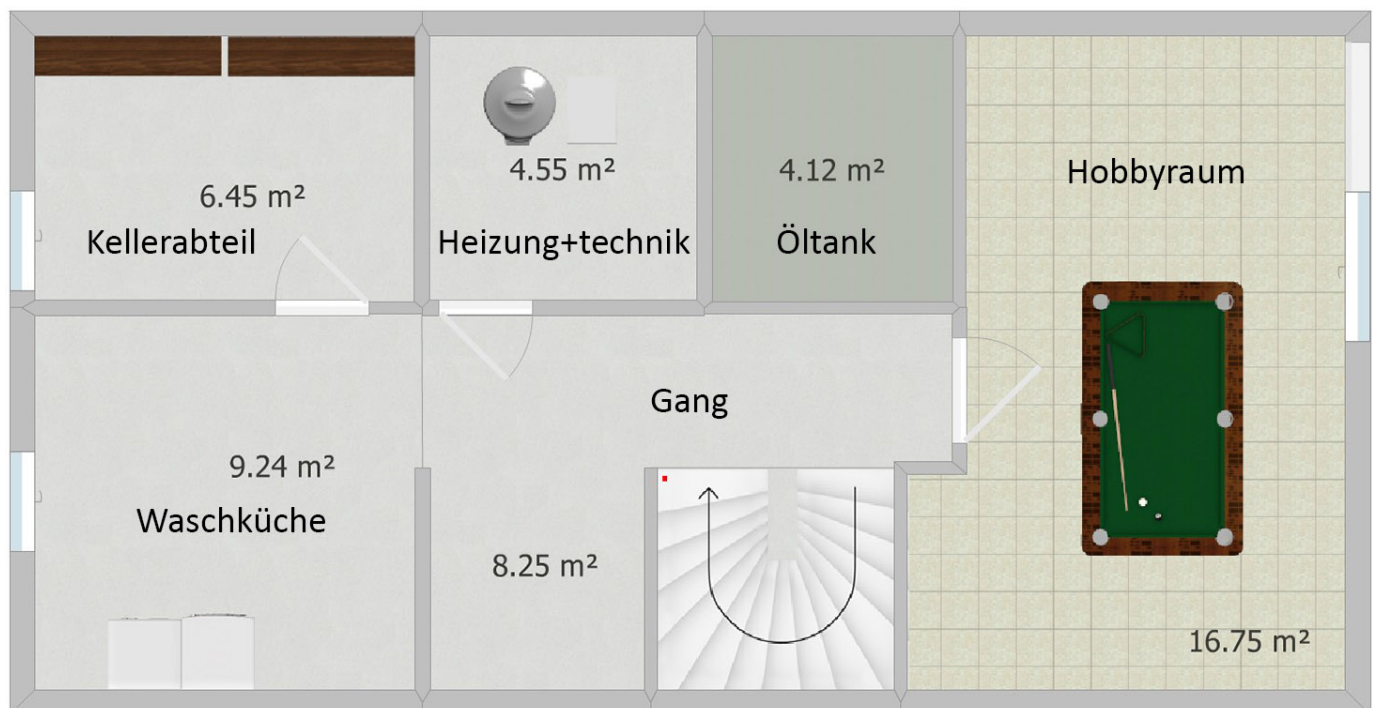 4.55 m²
4.12 m²
Hobbyraum
6.45 m²
Kellerabteil
Heizung+technik
Öltank
Gang
9.24 m²
Waschküche
8.25 m²
16.75 m²